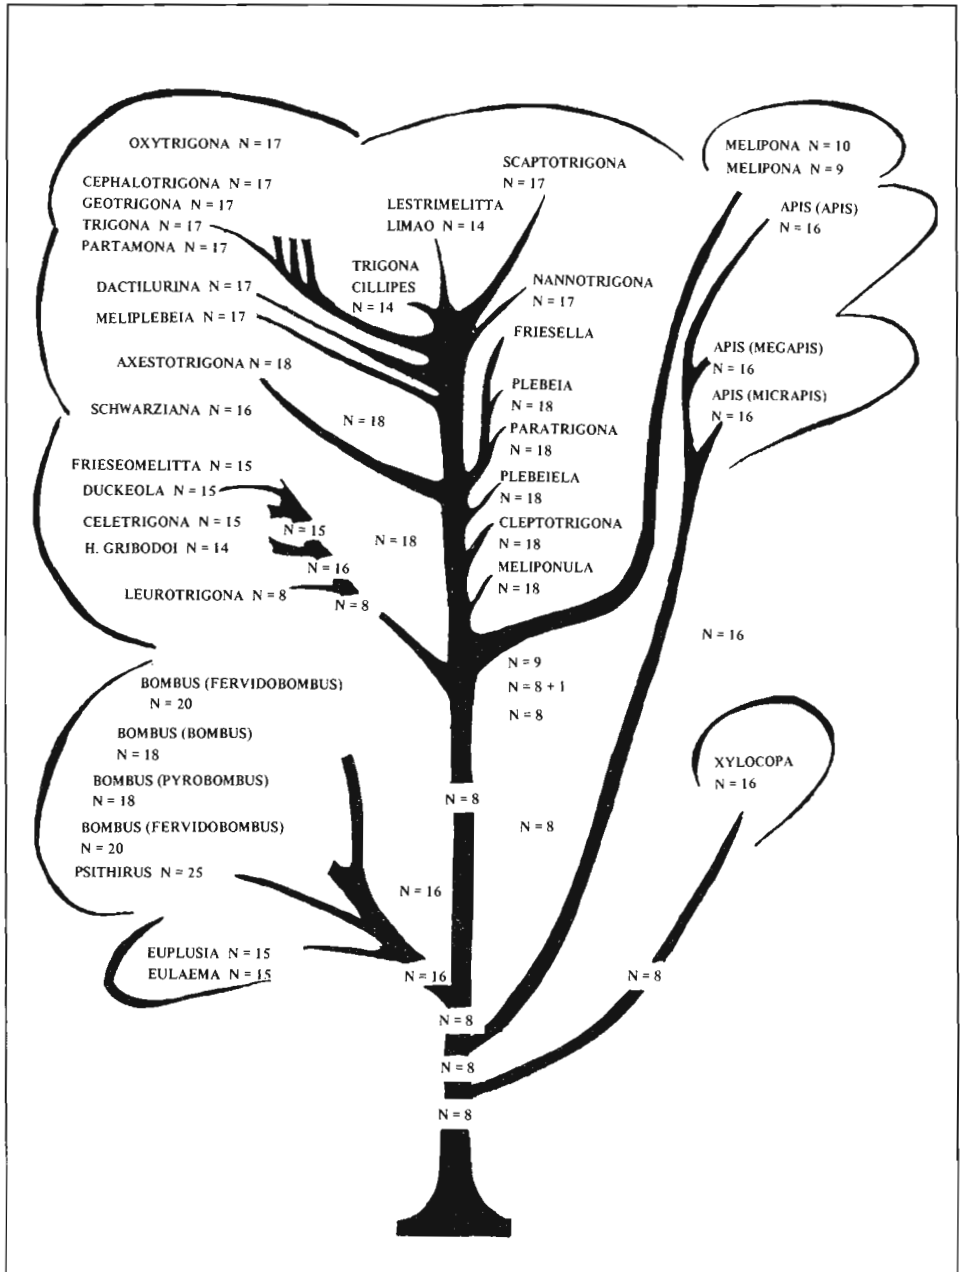 OXYTRIGONA N = 17
CEPHALOTRIGONA N = 17
GEOTRIGONA N = 17
TRIGONA N = 17
PARTAMONA N = 17
DACTILURINA N = 17
MELIPLEBEIA N = 17
AXESTOTRIGONA N = 18
SCHWARZIANA N = 16
N = 18
FRIESEOMELITTA N = 15
DUCKEOLA N = 15
CELETRIGONA N = 15
N = 15
H. GRIBODOI N = 14
N = 16
LEUROTRIGONA N = 8
N = 8
N = 18
TRIGONA
CILLIPES
N = 14
LESTRIMELITTA
LIMAO N = 14
SCAPTOTRIGONA
N = 17
NANNOTRIGONA
N = 17
FRIESELLA
PLEBEIA
N = 18
PARATRIGONA
N = 18
PLEBEIELA
N = 18
CLEPTOTRIGONA
N = 18
MELIPONULA
N = 18
MELIPONA N = 10
MELIPONA N = 9
APIS (APIS)
N = 16
APIS (MEGAPIS)
N = 16
APIS (MICRAPIS)
N = 16
N = 16
N = 9
N = 8 + 1
N = 8
BOMBUS (FERVIDOBOMBUS)
N = 20
BOMBUS (BOMBUS)
N = 18
BOMBUS (PYROBOMBUS)
N = 18
BOMBUS (FERVIDOBOMBUS)
N = 20
PSITHIRUS N = 25
EUPLUSIA N = 15
EULAEMA N = 15
N = 16
N = 16
N = 8
N = 8
XYLOCOPA
N = 16
N = 8
N = 8
N = 8
N = 8